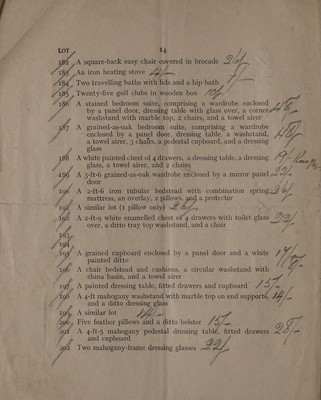 LOT 14
182 A square-back easy chair covered in brocade
183 An iron heating stove
184 Two travelling baths with lids and a hip bath
185 Twenty-five golf clubs in wooden box 10/-
186 A stained bedroom suite, comprising a wardrobe enclosed
by a panel door, dressing table with glass over, a corner
washstand with marble top, 2 chairs, and a towel airer
187 A grained-as-oak bedroom suite, comprising a wardrobe
enclosed by a panel door, dressing table, a washstand,
a towel airer, 3 chairs, a pedestal cupboard, and a dressing
glass
188 A white painted chest of 4 drawers, a dressing table, a dressing
glass, a towel airer, and 2 chairs
189 A 3-ft 6 grained-as-oak wardrobe enclosed by a mirror panel
door
190 A 2-ft-6 iron tubular bedstead with combination spring
mattress, an overlay, 2 pillows, and a protector
191 A similar lot (1 pillow only)
192 A 2-ft-9 white enamelled chest of 4 drawers with toilet glass
over, a ditto tray top washstand, and a chair
193
194
195 A grained cupboard enclosed by a panel door and a white
painted ditto 17/-
196 A chair bedstead and cushions, a circular washstand with
china basin, and a towel airer
197 A painted dressing table, fitted drawers and cupboard 15/-
198 A 4-ft mahogany washstand with marble top on end supports, 14/-
and a ditto dressing glass
199 A similar lot 14/-
200 Five feather pillows and a ditto bolster 15/-
201 A 4-ft-5 mahogany pedestal dressing table, fitted drawers 28/-
and cupboard
202 Two mahogany-frame dressing glasses 22/-